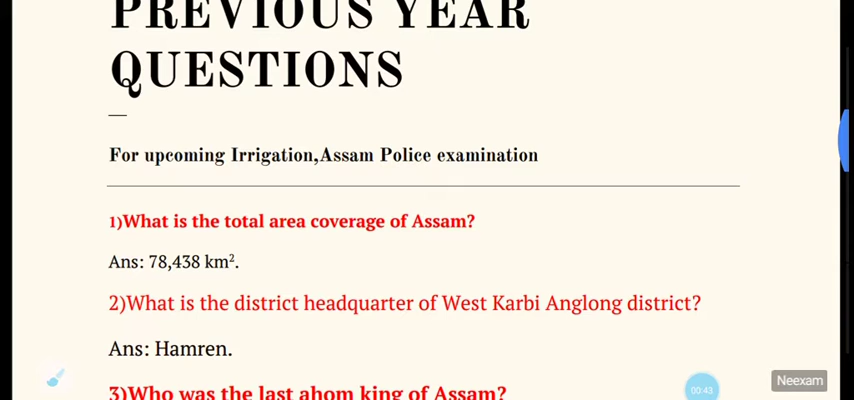 PREVIOUS YEAR
QUESTIONS
For upcoming Irrigation,Assam Police examination
1)What is the total area coverage of Assam?
Ans: 78,438 km².
2)What is the district headquarter of West Karbi Anglong district?
Ans: Hamren.
3)Who was the last ahom king of Assam?
00:43
Neexam